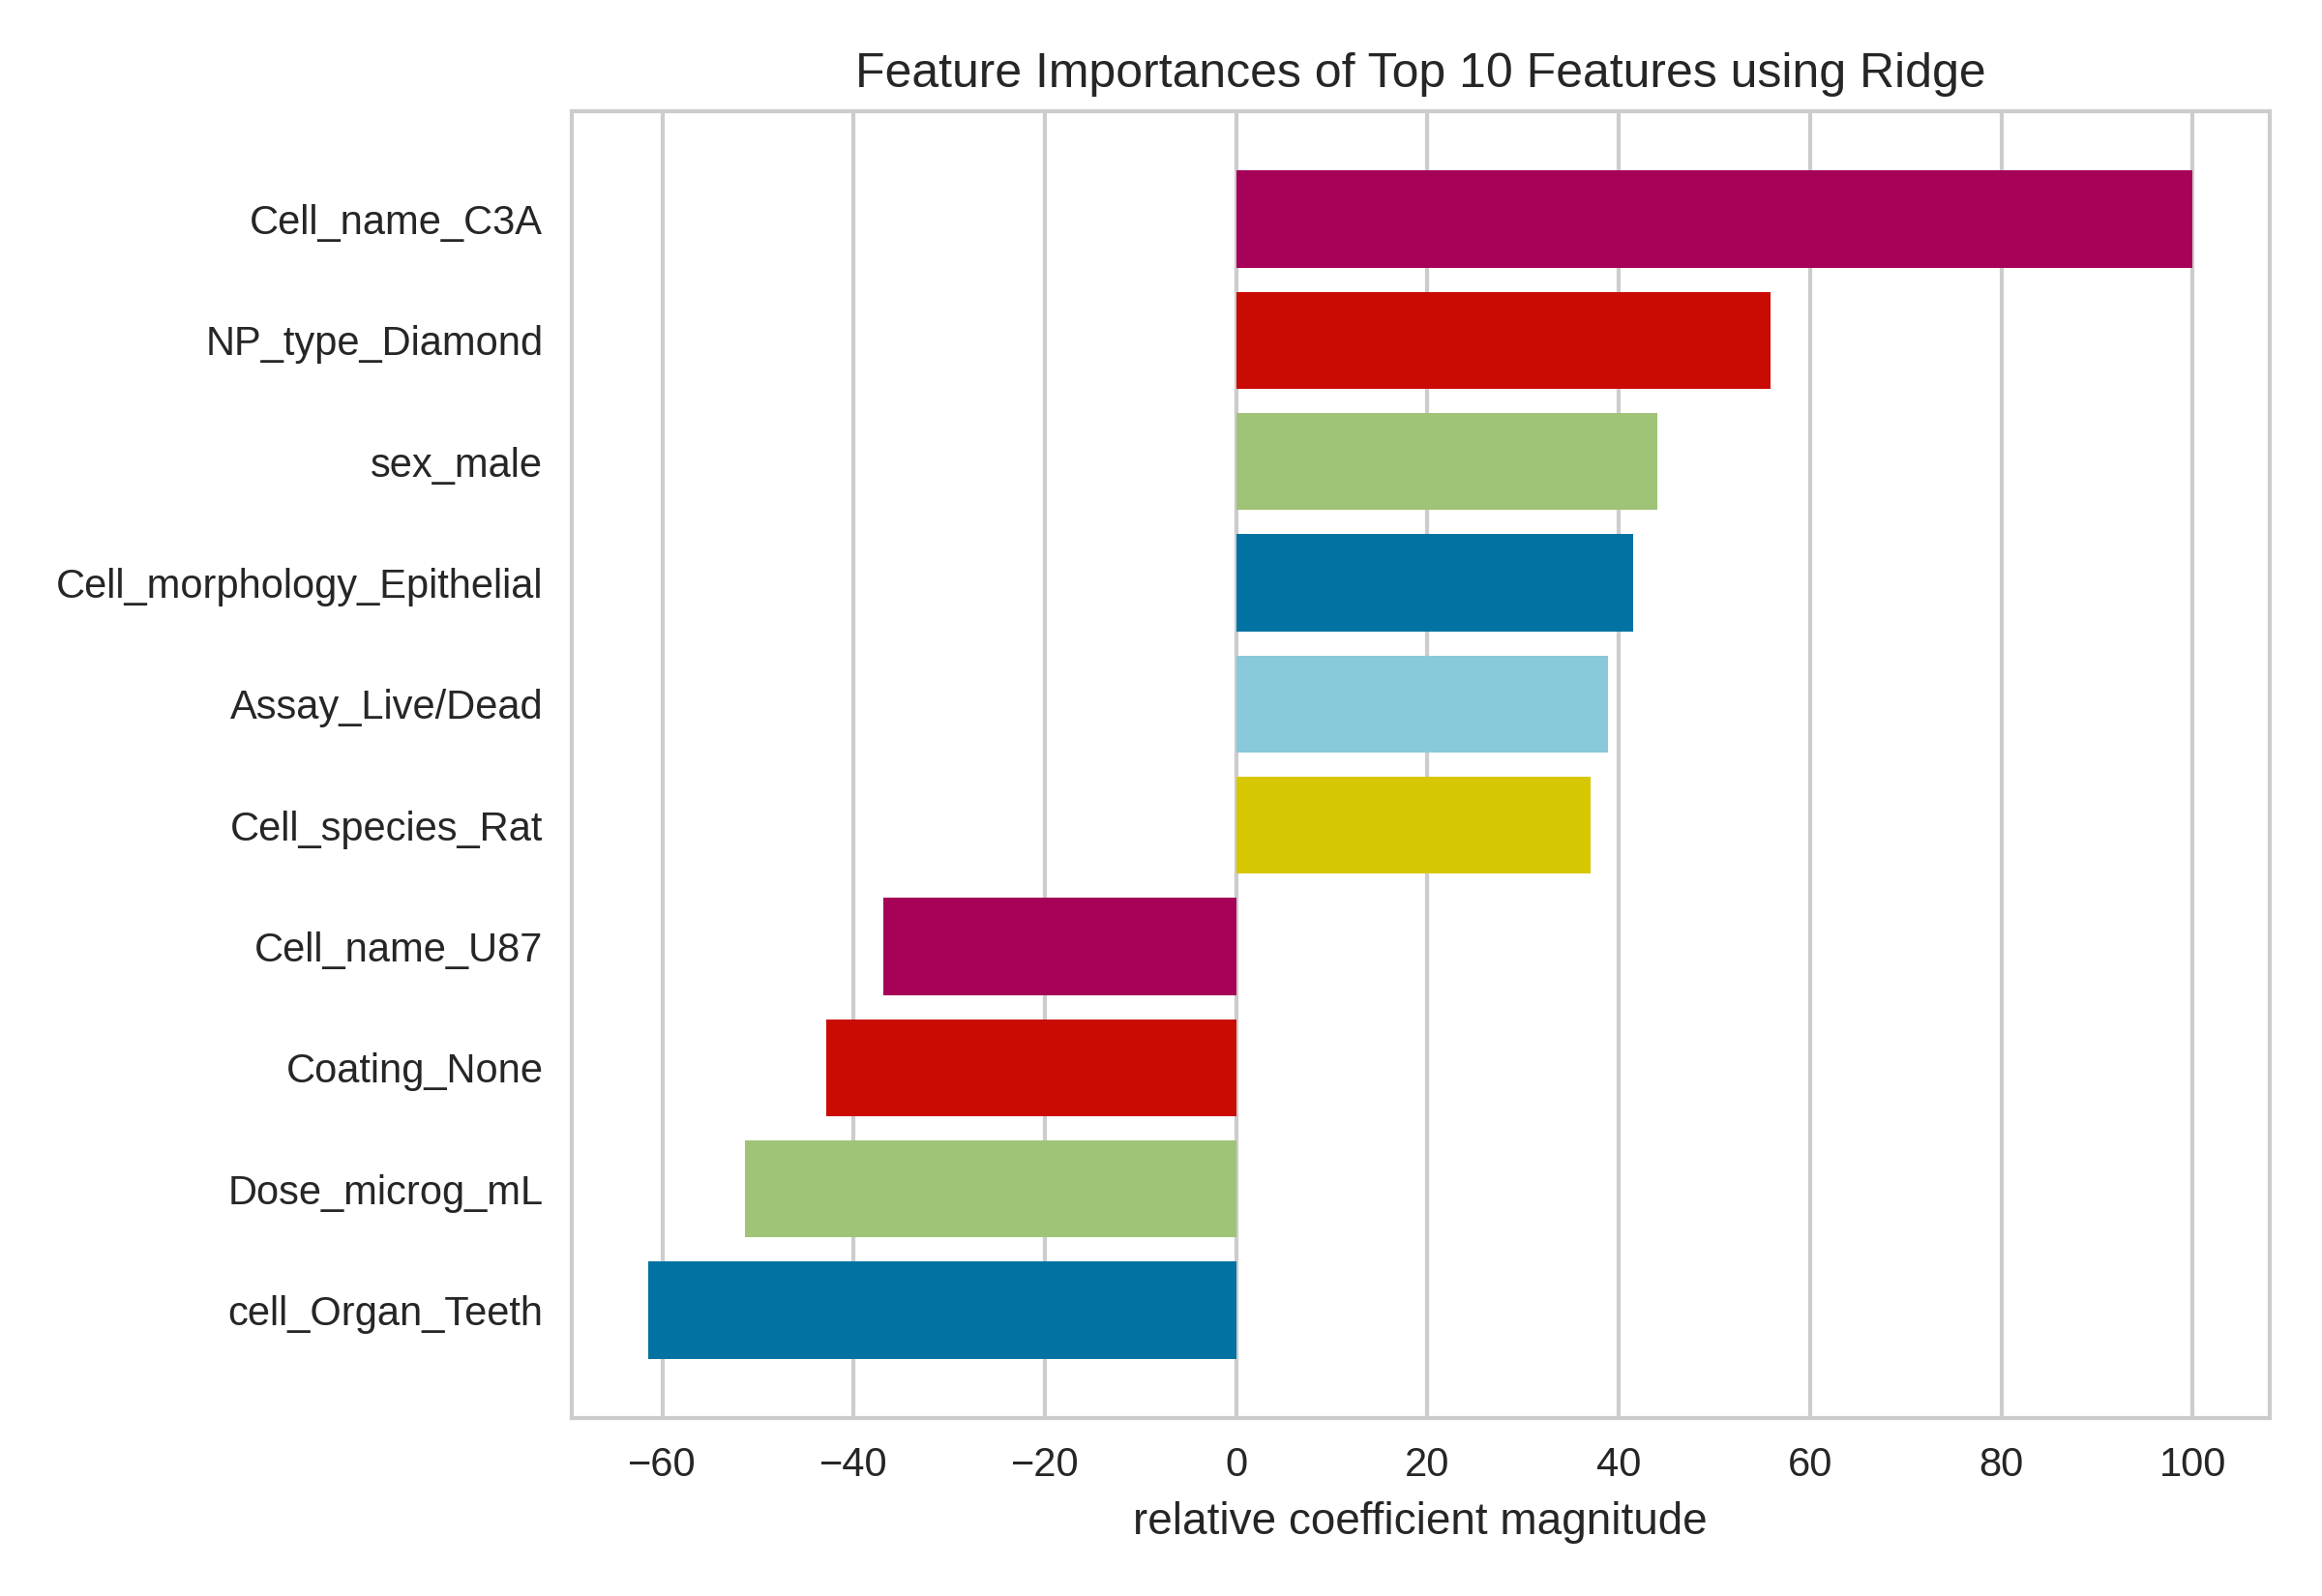 Feature Importances of Top 10 Features using Ridge
Cell_name_C3A
NP_type_Diamond
sex_male
Cell_morphology_Epithelial
Assay_Live/Dead
Cell_species_Rat
Cell_name_U87
Coating_None
Dose_microg_mL
cell_Organ_Teeth
−60 −40 −20 0 20 40 60 80 100
relative coefficient magnitude